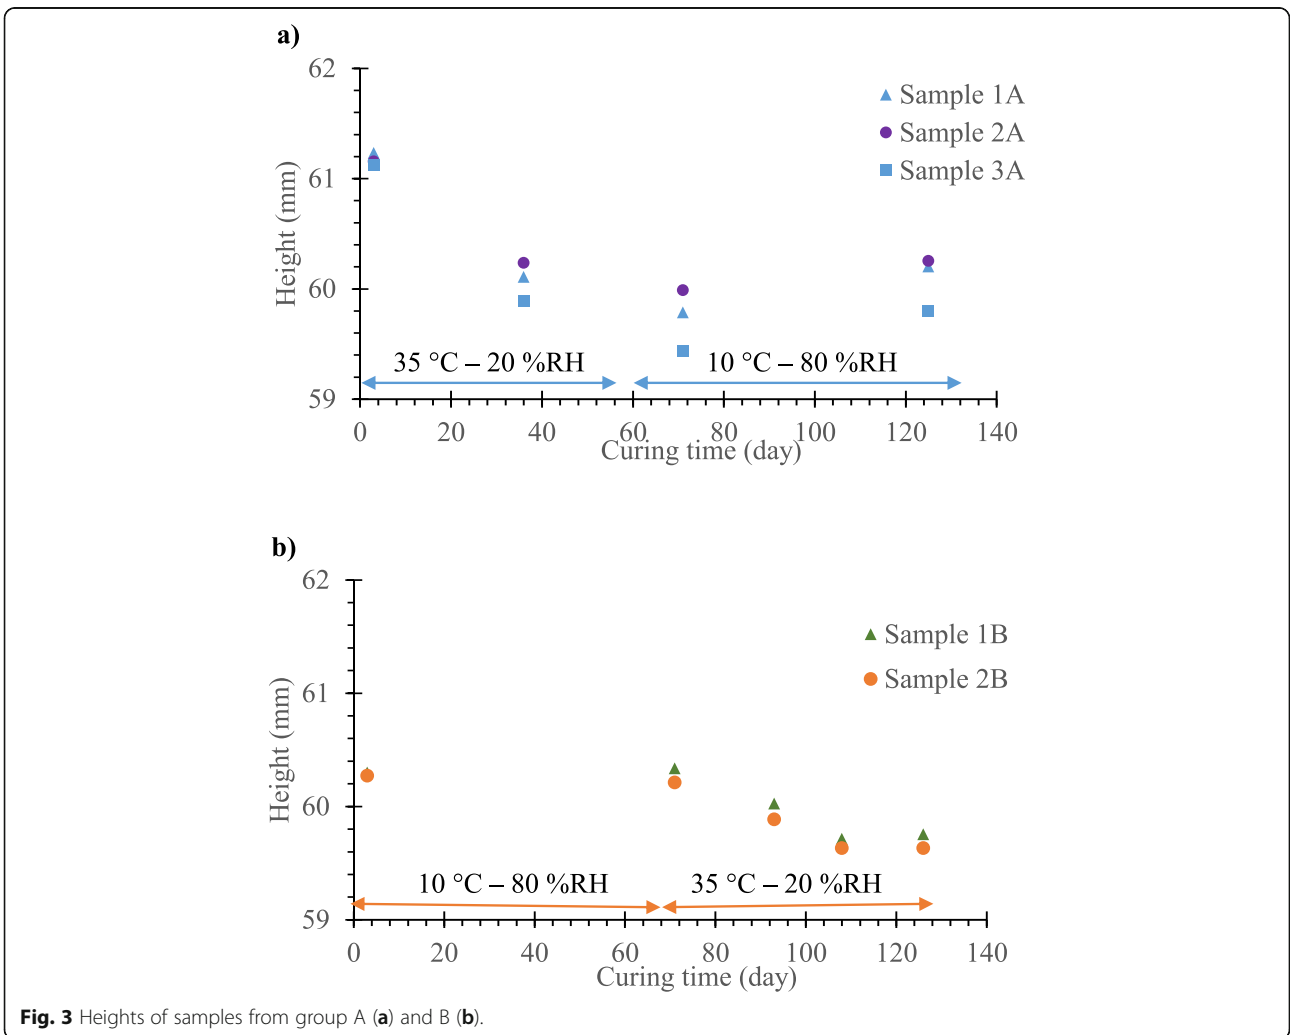 a)
62
61
60
59
Height (mm)
Sample 1A
Sample 2A
Sample 3A
35 °C – 20 %RH
10 °C – 80 %RH
0 20 40 60 80 100 120 140
Curing time (day)
b)
62
61
60
59
Height (mm)
Sample 1B
Sample 2B
10 °C – 80 %RH
35 °C – 20 %RH
0 20 40 60 80 100 120 140
Curing time (day)
Fig. 3 Heights of samples from group A (a) and B (b).